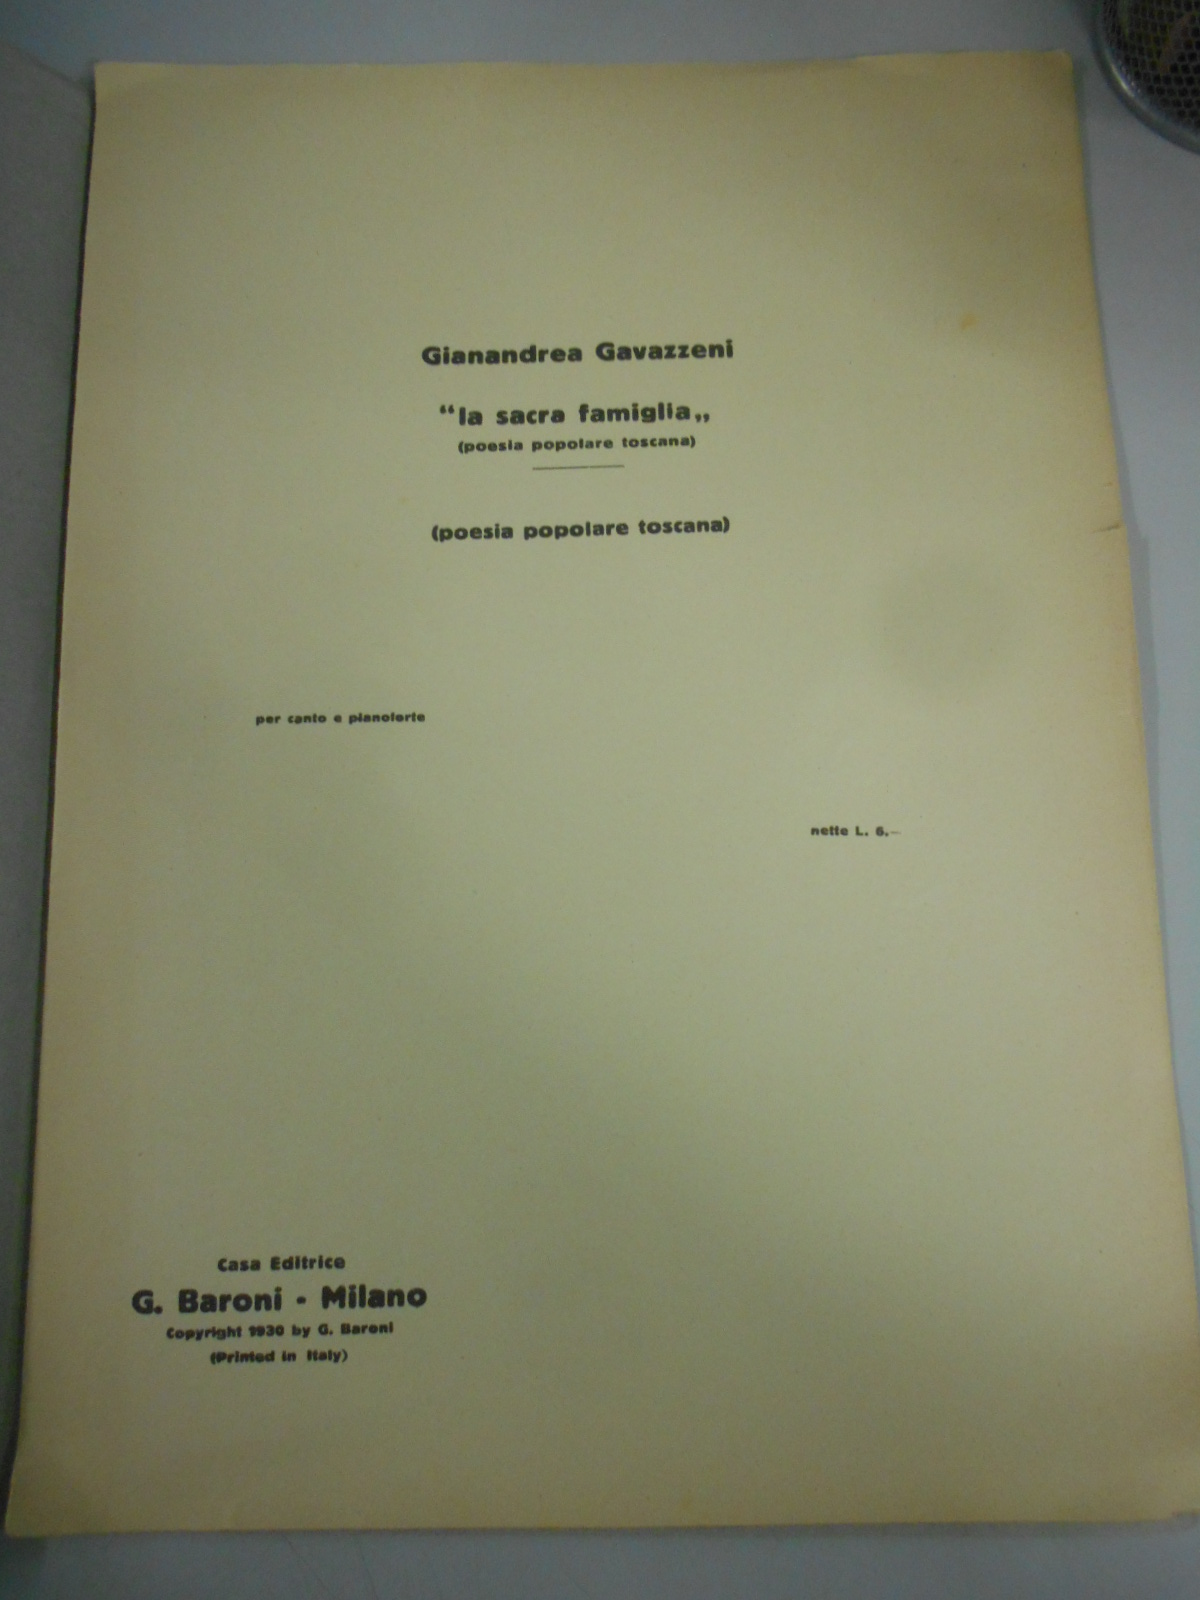 Gianandrea Gavazzeni
“la sacra famiglia„
(poesia popolare toscana)
(poesia popolare toscana)
per canto e pianoforte
nette L. 6.—
Casa Editrice
G. Baroni - Milano
Copyright 1930 by G. Baroni
(Printed in Italy)